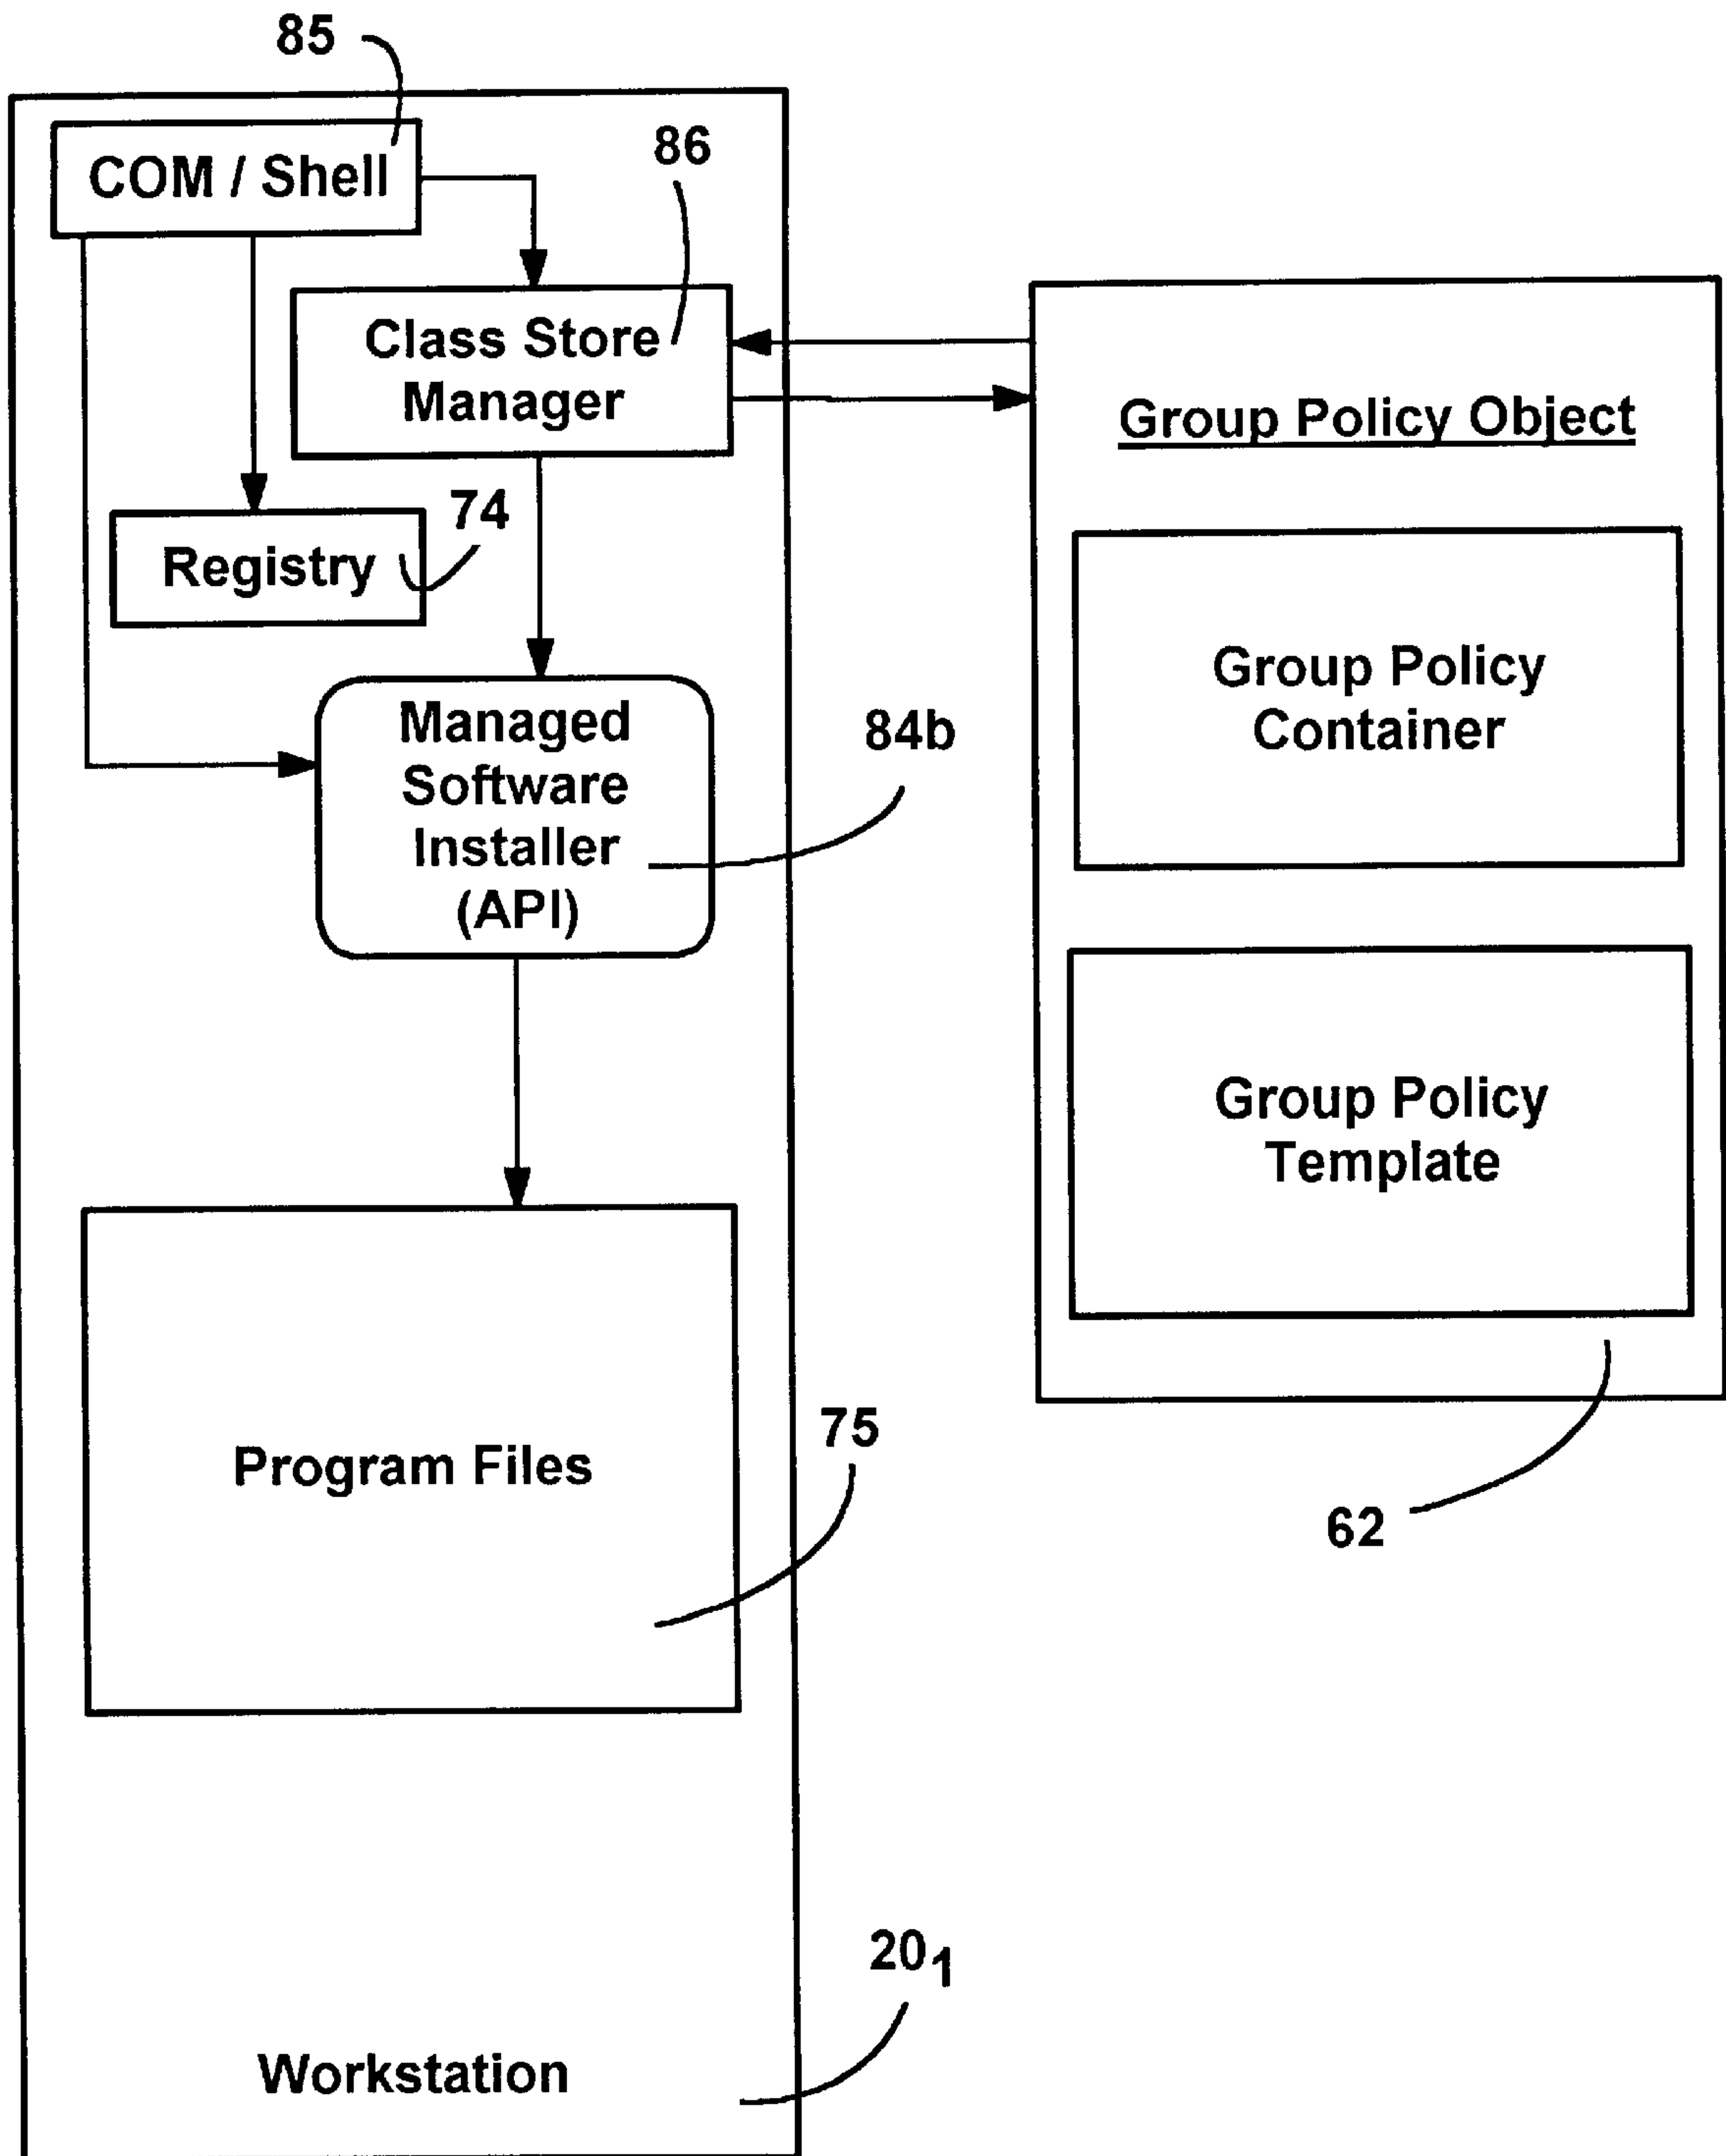 85
COM / Shell
86
Class Store
Manager
Group Policy Object
74
Registry
Group Policy
Container
Managed
Software
Installer
(API)
84b
Group Policy
Template
Program Files
75
62
20₁
Workstation